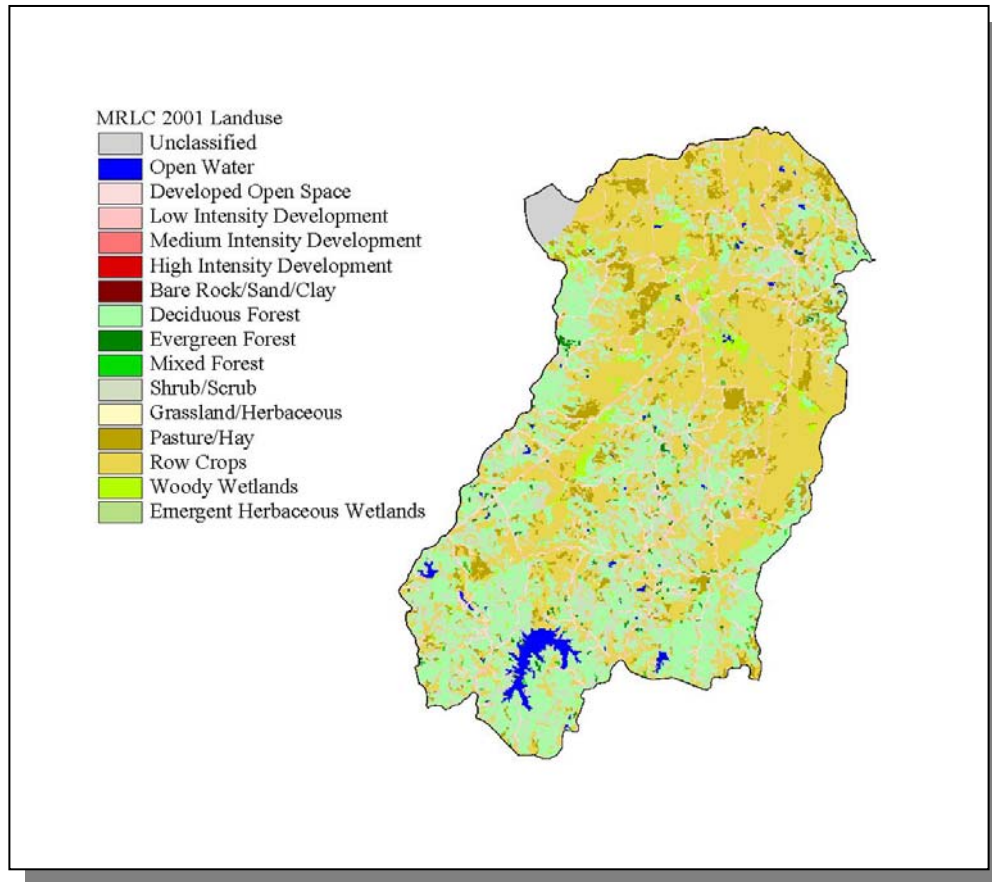 MRLC 2001 Landuse
Unclassified
Open Water
Developed Open Space
Low Intensity Development
Medium Intensity Development
High Intensity Development
Bare Rock/Sand/Clay
Deciduous Forest
Evergreen Forest
Mixed Forest
Shrub/Scrub
Grassland/Herbaceous
Pasture/Hay
Row Crops
Woody Wetlands
Emergent Herbaceous Wetlands